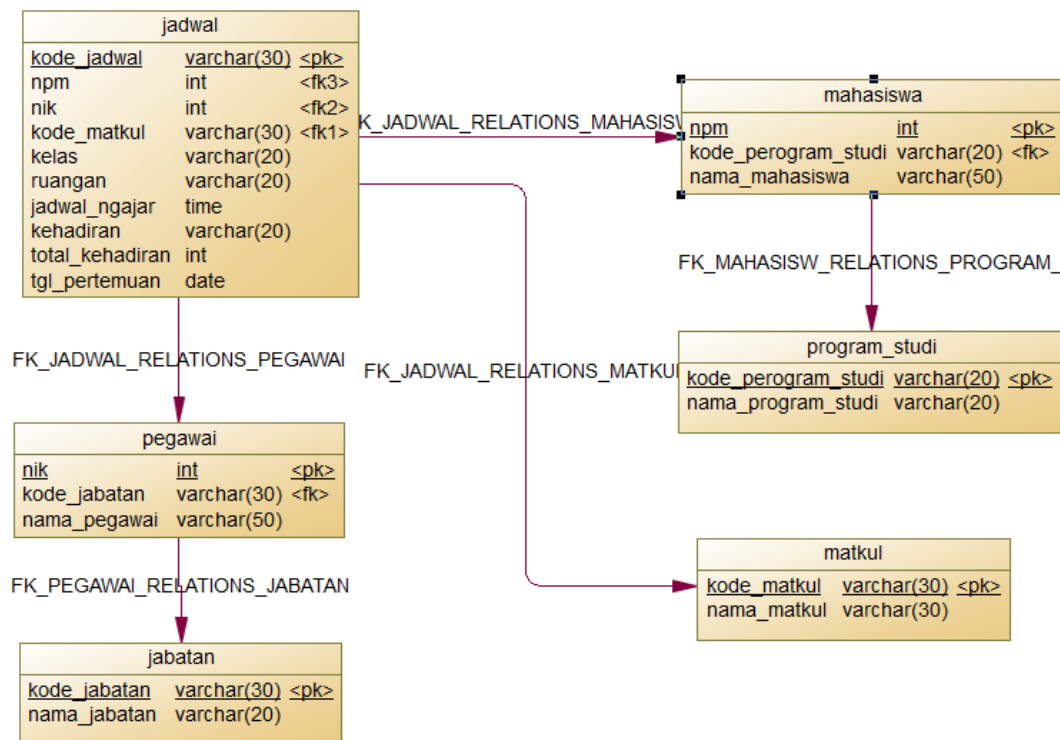 jadwal
kode_jadwal varchar(30) <pk>
npm int <fk3>
nik int <fk2>
kode_matkul varchar(30) <fk1>
kelas varchar(20)
ruangan varchar(20)
jadwal_ngajar time
kehadiran varchar(20)
total_kehadiran int
tgl_pertemuan date
K_JADWAL_RELATIONS_MAHASISW
mahasiswa
npm int <pk>
kode_perogram_studi varchar(20) <fk>
nama_mahasiswa varchar(50)
FK_MAHASISW_RELATIONS_PROGRAM_
program_studi
kode_perogram_studi varchar(20) <pk>
nama_program_studi varchar(20)
FK_JADWAL_RELATIONS_PEGAWAI
FK_JADWAL_RELATIONS_MATKUL
pegawai
nik int <pk>
kode_jabatan varchar(30) <fk>
nama_pegawai varchar(50)
FK_PEGAWAI_RELATIONS_JABATAN
matkul
kode_matkul varchar(30) <pk>
nama_matkul varchar(30)
jabatan
kode_jabatan varchar(30) <pk>
nama_jabatan varchar(20)